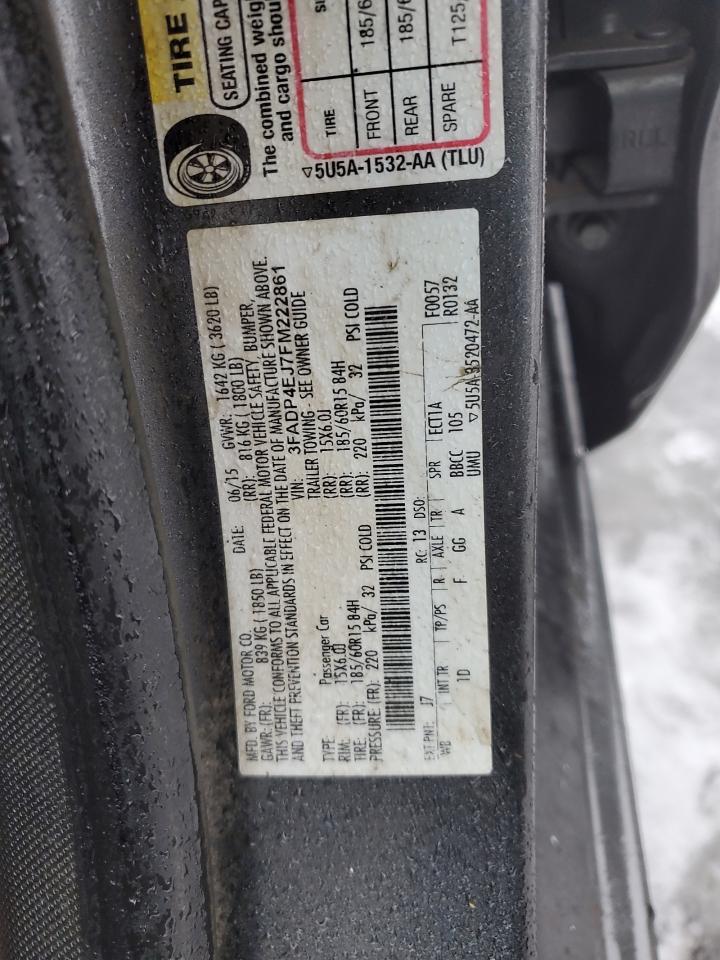 TIRE
SEATING CAP
The combined weig
and cargo shou
TIRE
FRONT 185/6
REAR 185/6
SPARE T125/
▽5U5A-1532-AA (TLU)
MFD. BY FORD MOTOR CO.
DATE: 06/15 GVWR: 1642 KG ( 3620 LB)
GAWR: (FR): 839 KG ( 1850 LB) (RR): 816 KG ( 1800 LB)
THIS VEHICLE CONFORMS TO ALL APPLICABLE FEDERAL MOTOR VEHICLE SAFETY, BUMPER,
AND THEFT PREVENTION STANDARDS IN EFFECT ON THE DATE OF MANUFACTURE SHOWN ABOVE.
VIN: 3FADP4EJ7FM222861
TYPE: Passenger Car TRAILER TOWING - SEE OWNER GUIDE
RIM: (FR): 15X6.0J (RR): 15X6.0J
TIRE: (FR): 185/60R15 84H (RR): 185/60R15 84H
PRESSURE: (FR): 220 kPa/ 32 PSI COLD (RR): 220 kPa/ 32 PSI COLD
EXT PNT: J7 RC: 13 DSO: F0057
WB INT TR TP/PS R AXLE TR SPR ECT1A R0132
1D F GG A BBCC 105
UMU ▽5U5A-3520472-AA